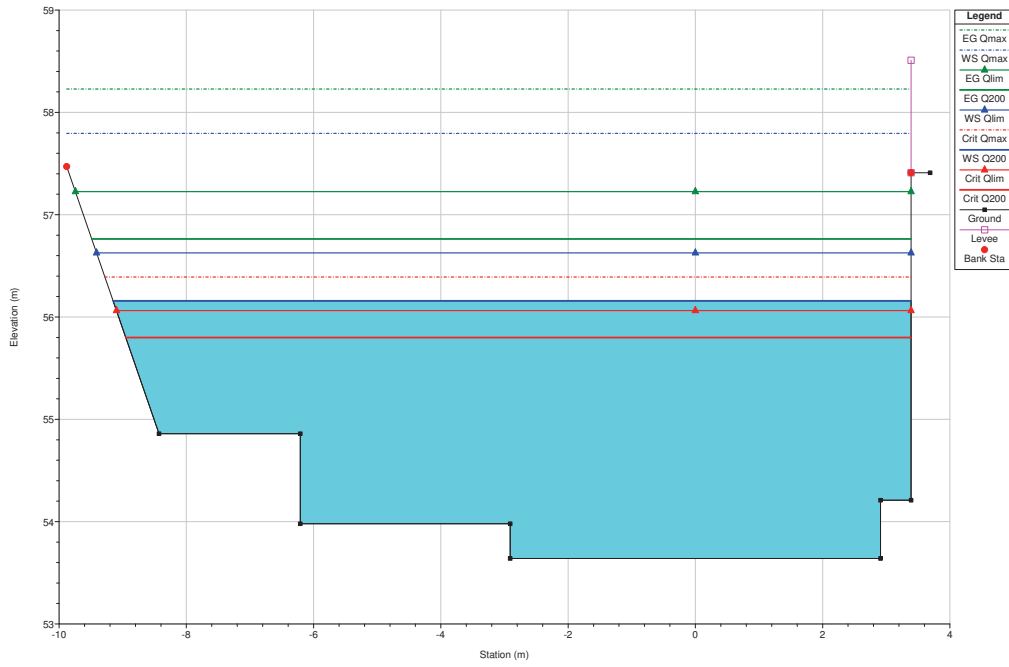 59
58
57
56
55
54
53
-10
-8
-6
-4
-2
0
2
4
Elevation (m)
Station (m)
Legend
EG Qmax
WS Qmax
EG Qlim
EG Q200
WS Qlim
Crit Qmax
WS Q200
Crit Qlim
Crit Q200
Ground
Levee
Bank Sta